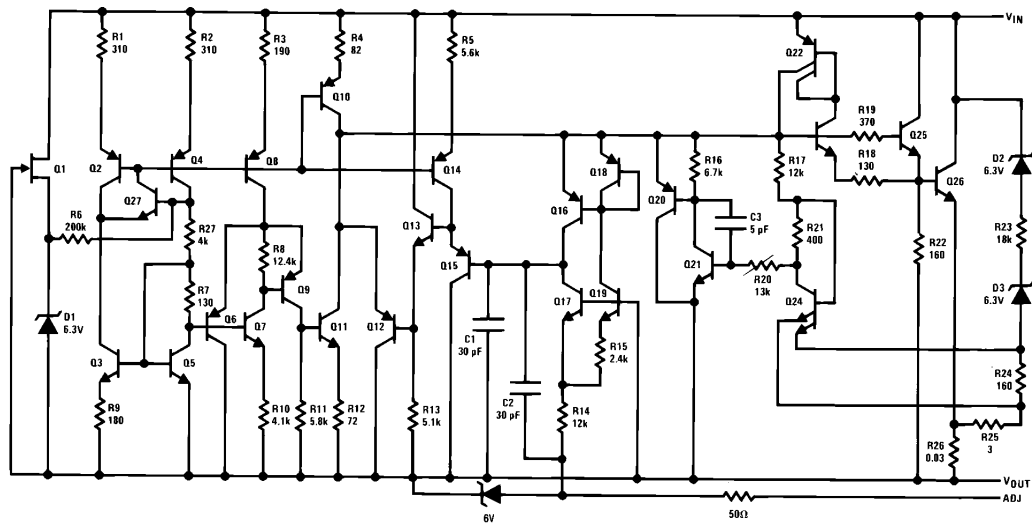 R1
310
R2
310
R3
190
R4
82
R5
5.6k
VIN
Q22
Q10
R19
370
Q25
R18
130
Q1
Q2
Q4
Q8
Q14
Q18
R16
6.7k
R17
12k
Q26
D2
6.3V
Q27
Q20
R6
200k
R27
4k
Q13
Q16
C3
5 pF
R21
400
R22
160
R23
18k
R8
12.4k
Q15
Q21
R20
13k
R7
130
Q9
Q17
Q19
Q24
D3
6.3V
D1
6.3V
Q6
Q7
Q11
Q12
C1
30 pF
R15
2.4k
Q3
Q5
R24
160
R9
180
R10
4.1k
R11
5.8k
R12
72
R13
5.1k
C2
30 pF
R14
12k
R26
0.03
R25
3
VOUT
ADJ
6V
50Ω